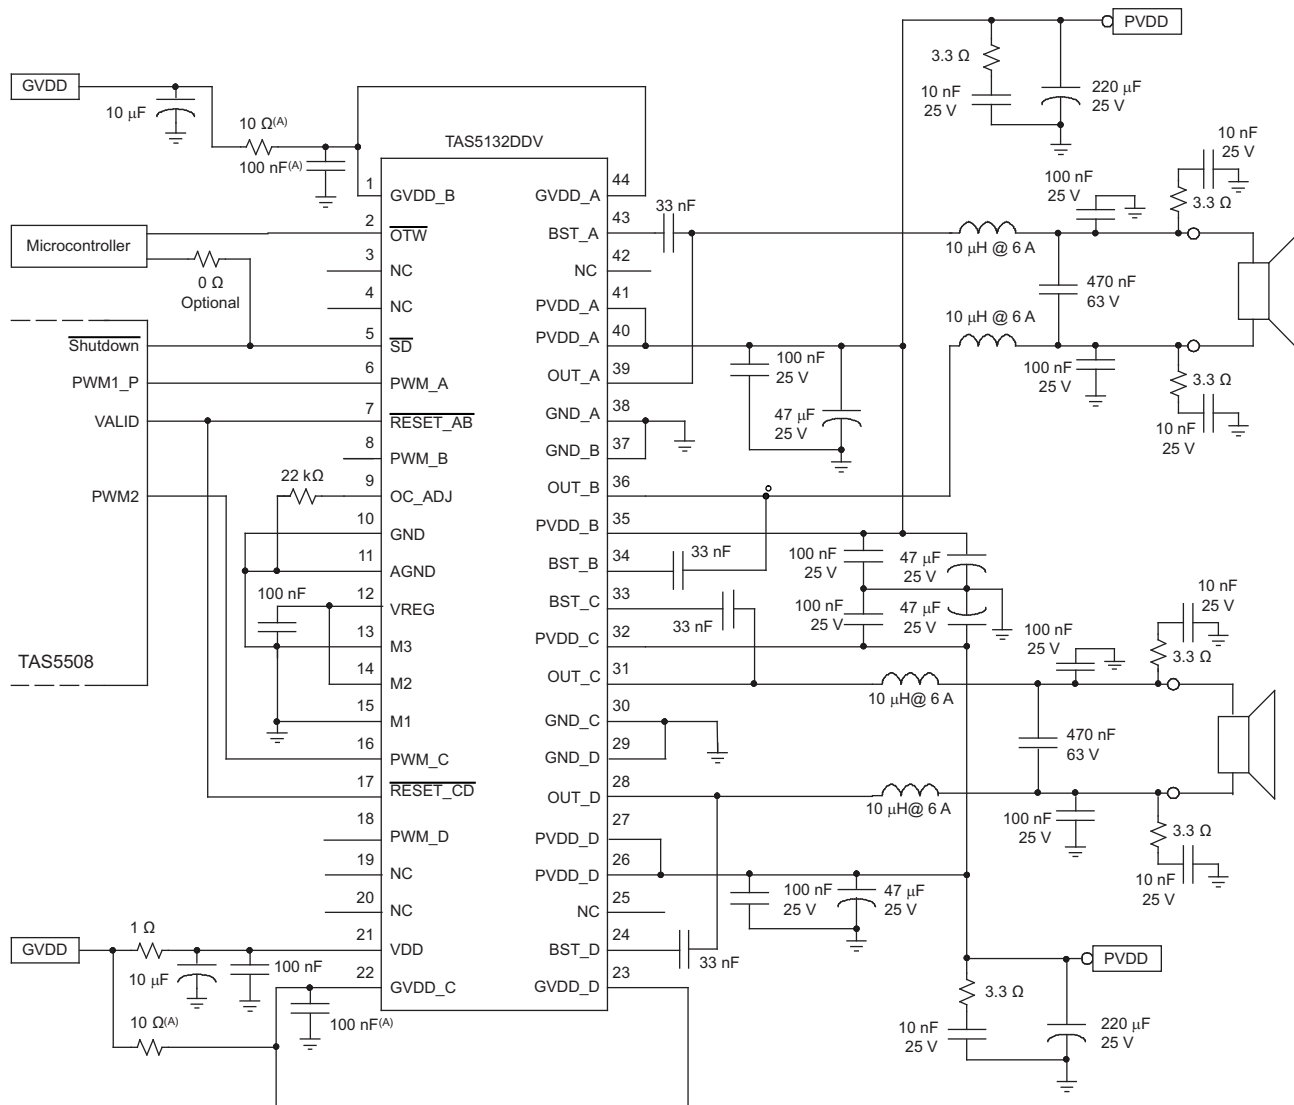 PVDD
3.3 Ω
10 nF
25 V
220 µF
25 V
GVDD
10 µF
10 Ω(A)
100 nF(A)
TAS5132DDV
1
GVDD_B
2
OTW
3
NC
4
NC
5
SD
6
PWM_A
7
RESET_AB
8
PWM_B
9
OC_ADJ
10
GND
11
AGND
12
VREG
13
M3
14
M2
15
M1
16
PWM_C
17
RESET_CD
18
PWM_D
19
NC
20
NC
21
VDD
22
GVDD_C
44
GVDD_A
43
BST_A
42
NC
41
PVDD_A
40
PVDD_A
39
OUT_A
38
GND_A
37
GND_B
36
OUT_B
35
PVDD_B
34
BST_B
33
BST_C
32
PVDD_C
31
OUT_C
30
GND_C
29
GND_D
28
OUT_D
27
PVDD_D
26
PVDD_D
25
NC
24
BST_D
23
GVDD_D
Microcontroller
0 Ω
Optional
Shutdown
PWM1_P
VALID
PWM2
TAS5508
22 kΩ
100 nF
GVDD
1 Ω
10 µF
100 nF
10 Ω(A)
100 nF(A)
33 nF
10 µH @ 6 A
10 µH @ 6 A
100 nF
25 V
10 nF
25 V
3.3 Ω
470 nF
63 V
100 nF
25 V
3.3 Ω
10 nF
25 V
100 nF
25 V
47 µF
25 V
33 nF
33 nF
100 nF
25 V
47 µF
25 V
100 nF
25 V
47 µF
25 V
10 µH@ 6 A
10 µH@ 6 A
100 nF
25 V
10 nF
25 V
3.3 Ω
470 nF
63 V
100 nF
25 V
3.3 Ω
10 nF
25 V
100 nF
25 V
47 µF
25 V
33 nF
PVDD
3.3 Ω
10 nF
25 V
220 µF
25 V